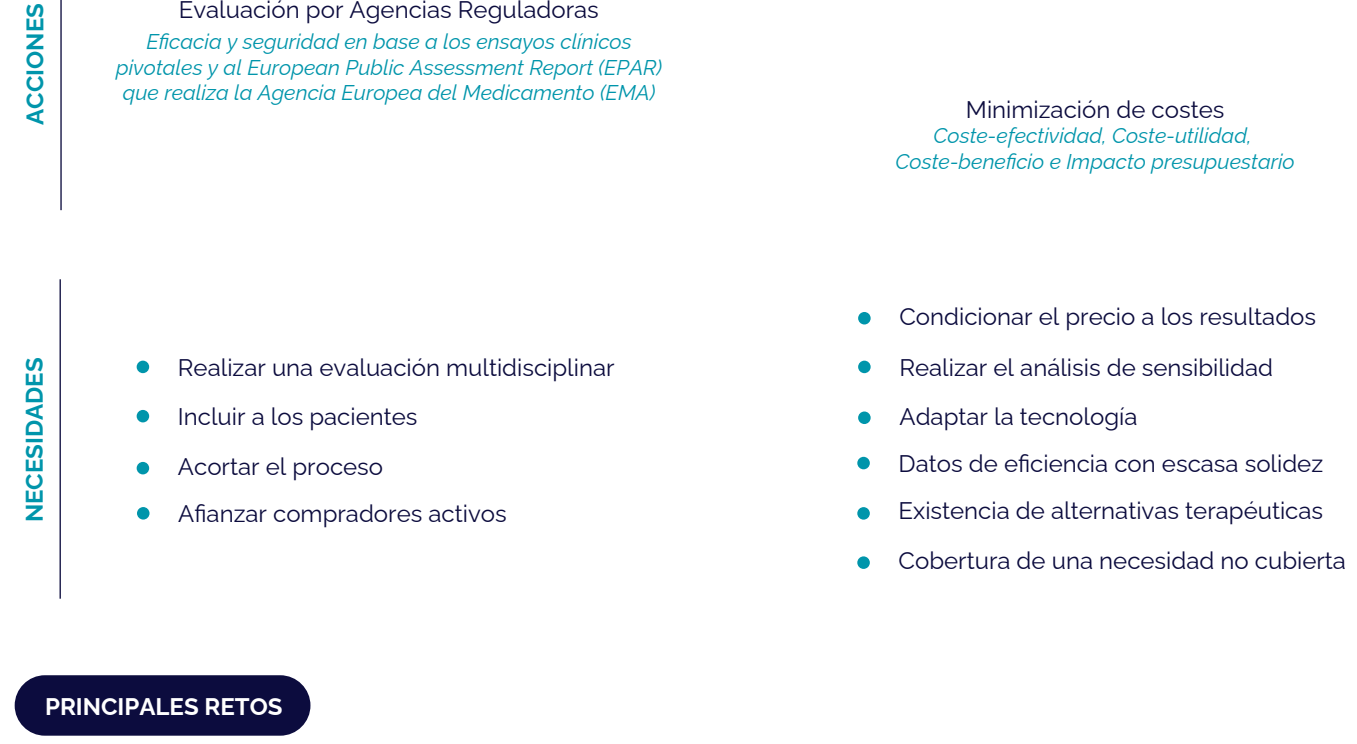 ACCIONES
Evaluación por Agencias Reguladoras
Eficacia y seguridad en base a los ensayos clínicos
pivotales y al European Public Assessment Report (EPAR)
que realiza la Agencia Europea del Medicamento (EMA)
Minimización de costes
Coste-efectividad, Coste-utilidad,
Coste-beneficio e Impacto presupuestario
NECESIDADES
Realizar una evaluación multidisciplinar
Incluir a los pacientes
Acortar el proceso
Afianzar compradores activos
Condicionar el precio a los resultados
Realizar el análisis de sensibilidad
Adaptar la tecnología
Datos de eficiencia con escasa solidez
Existencia de alternativas terapéuticas
Cobertura de una necesidad no cubierta
PRINCIPALES RETOS